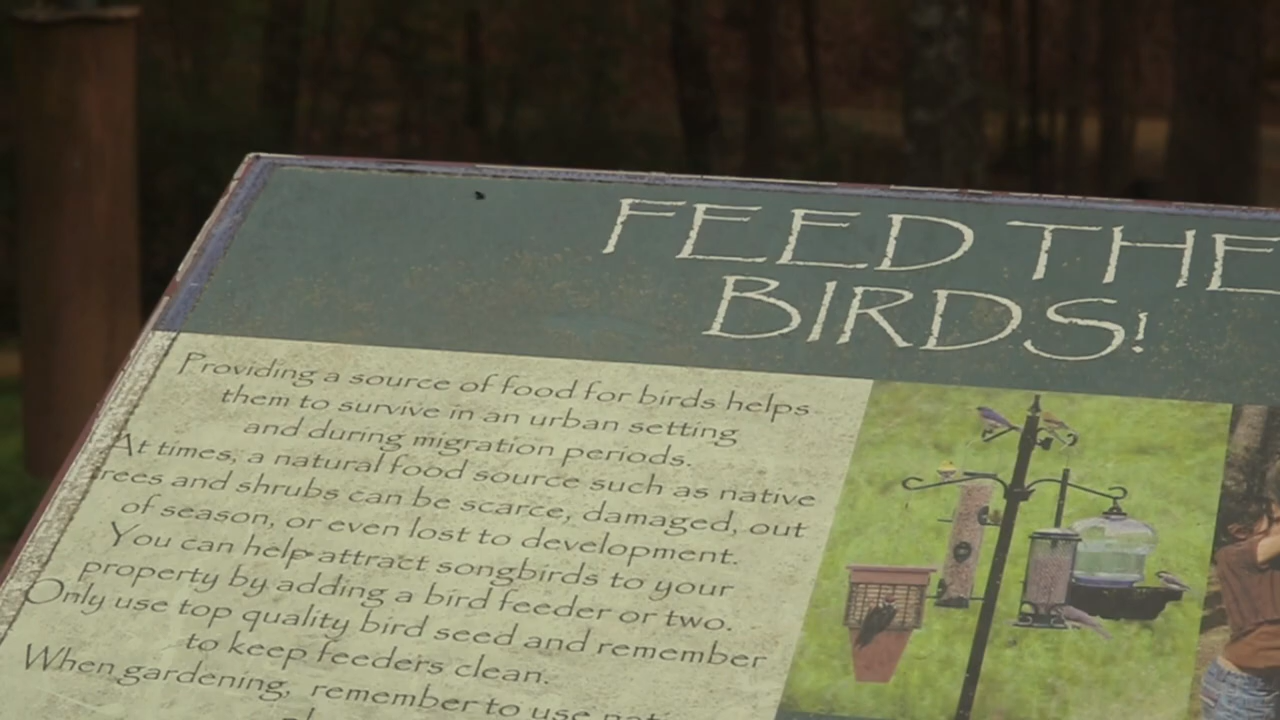 FEED THE
BIRDS!
Providing a source of food for birds helps
them to survive in an urban setting
and during migration periods.
At times, a natural food source such as native
trees and shrubs can be scarce, damaged, out
of season, or even lost to development.
You can help attract songbirds to your
property by adding a bird feeder or two.
Only use top quality bird seed and remember
to keep feeders clean.
When gardening, remember to use